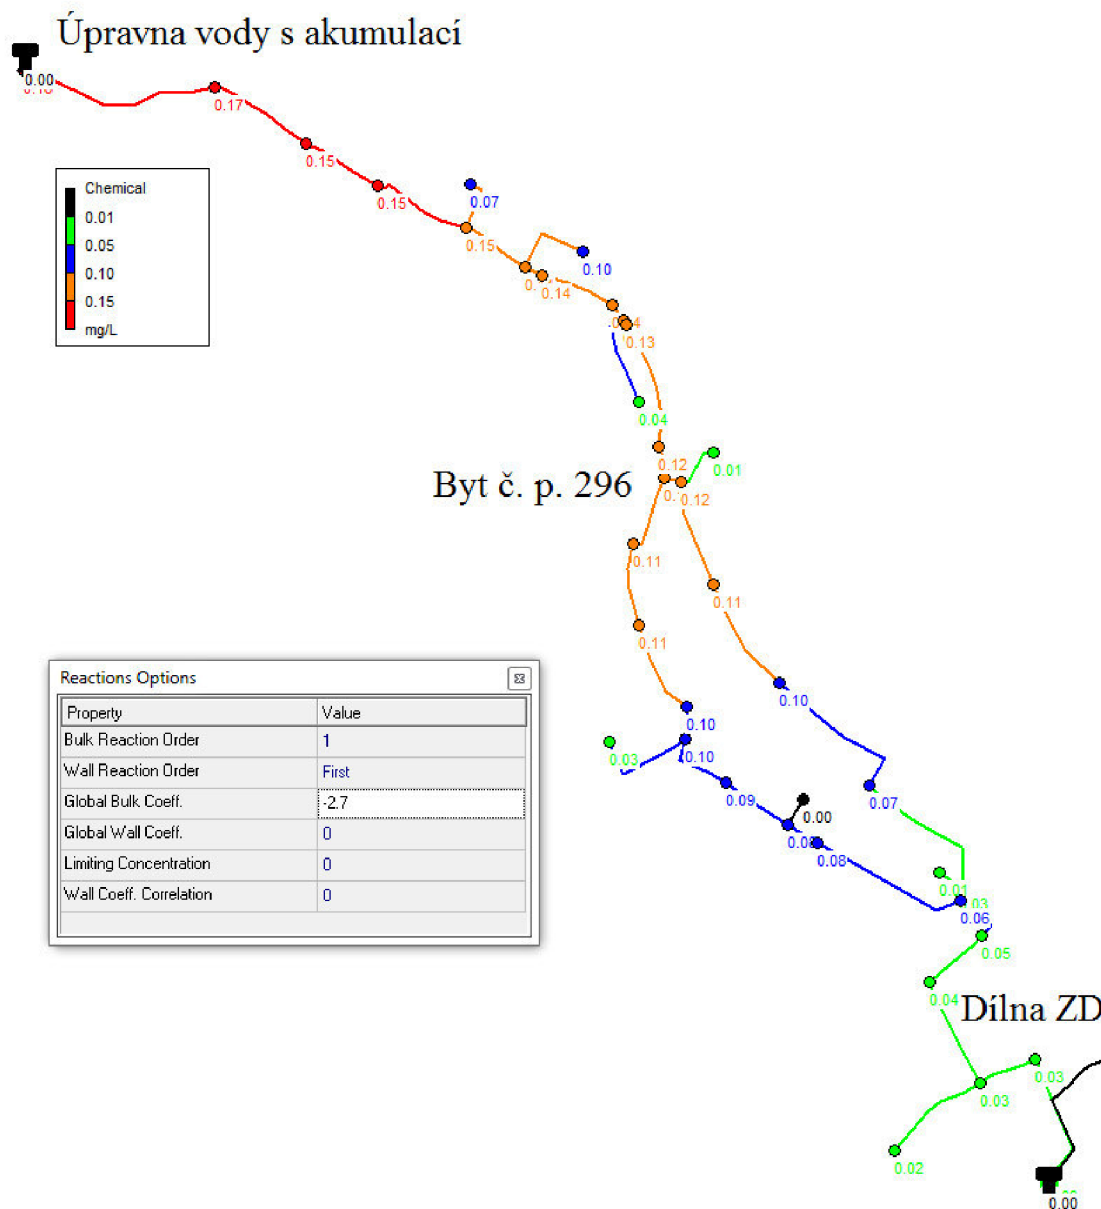 Úpravna vody s akumulací
0.00
0.17
0.15
0.15
0.07
0.15
Chemical
0.01
0.05
0.10
0.15
mg/L
0.10
0.14
0.13
0.04
0.12
0.01
Byt č. p. 296
0.12
0.11
0.11
0.11
0.10
0.10
0.10
0.03
0.09
0.07
0.00
0.08
0.08
0.01
0.06
0.05
0.04
Dílna ZD
0.03
0.03
0.02
0.00
Reactions Options
Property Value
Bulk Reaction Order 1
Wall Reaction Order First
Global Bulk Coeff. -2.7
Global Wall Coeff. 0
Limiting Concentration 0
Wall Coeff. Correlation 0